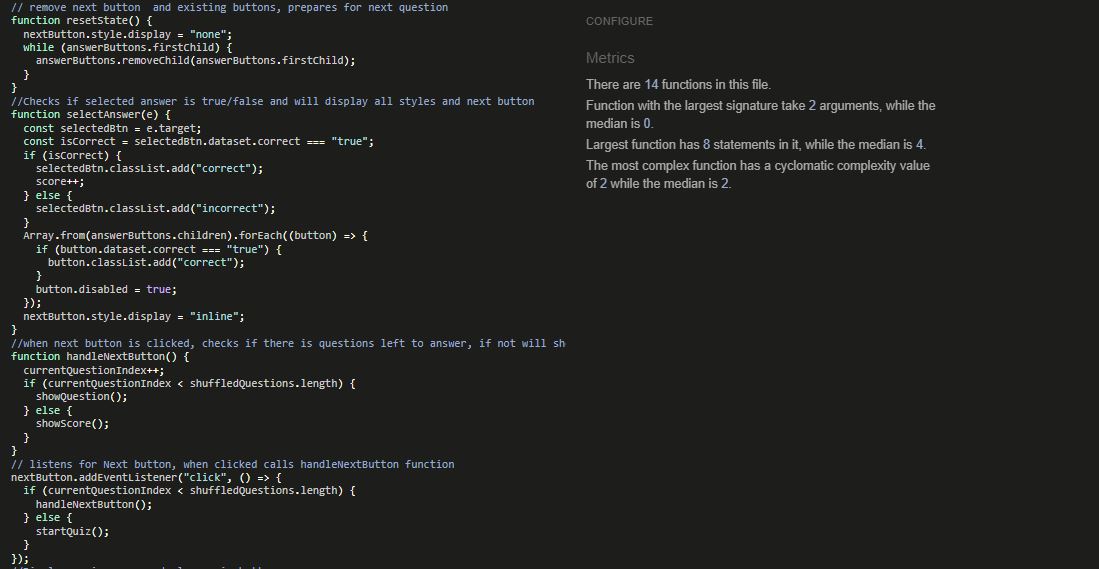 // remove next button  and existing buttons, prepares for next question
function resetState() {
  nextButton.style.display = "none";
  while (answerButtons.firstChild) {
    answerButtons.removeChild(answerButtons.firstChild);
  }
}
//Checks if selected answer is true/false and will display all styles and next button
function selectAnswer(e) {
  const selectedBtn = e.target;
  const isCorrect = selectedBtn.dataset.correct === "true";
  if (isCorrect) {
    selectedBtn.classList.add("correct");
    score++;
  } else {
    selectedBtn.classList.add("incorrect");
  }
  Array.from(answerButtons.children).forEach((button) => {
    if (button.dataset.correct === "true") {
      button.classList.add("correct");
    }
    button.disabled = true;
  });
  nextButton.style.display = "inline";
}
//when next button is clicked, checks if there is questions left to answer, if not will sh
function handleNextButton() {
  currentQuestionIndex++;
  if (currentQuestionIndex < shuffledQuestions.length) {
    showQuestion();
  } else {
    showScore();
  }
}
// listens for Next button, when clicked calls handleNextButton function
nextButton.addEventListener("click", () => {
  if (currentQuestionIndex < shuffledQuestions.length) {
    handleNextButton();
  } else {
    startQuiz();
  }
});
CONFIGURE
Metrics
There are 14 functions in this file.
Function with the largest signature take 2 arguments, while the
median is 0.
Largest function has 8 statements in it, while the median is 4.
The most complex function has a cyclomatic complexity value
of 2 while the median is 2.